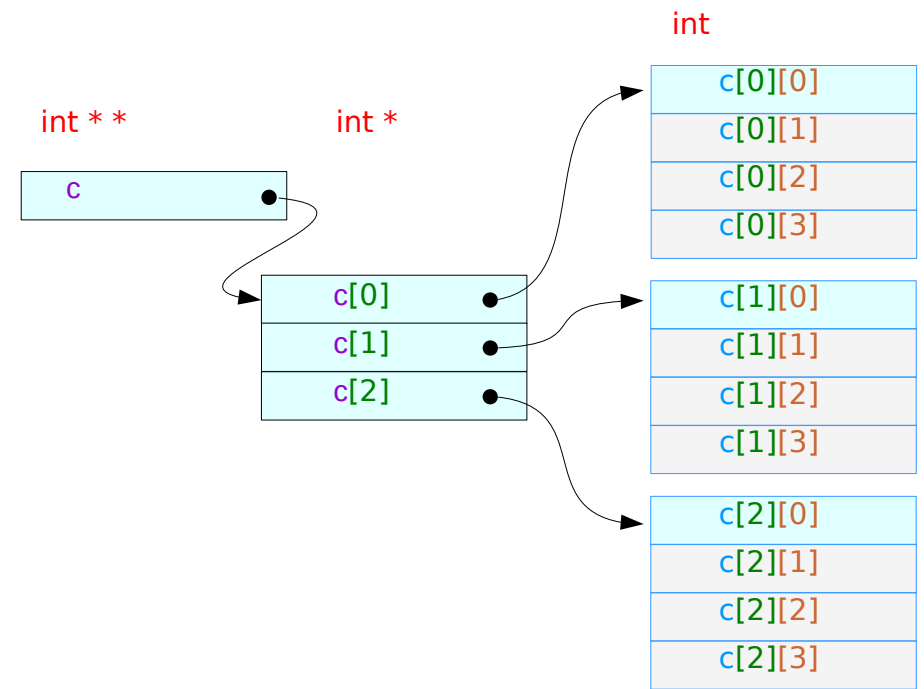 int
int * *
int *
c
c[0]
c[1]
c[2]
c[0][0]
c[0][1]
c[0][2]
c[0][3]
c[1][0]
c[1][1]
c[1][2]
c[1][3]
c[2][0]
c[2][1]
c[2][2]
c[2][3]